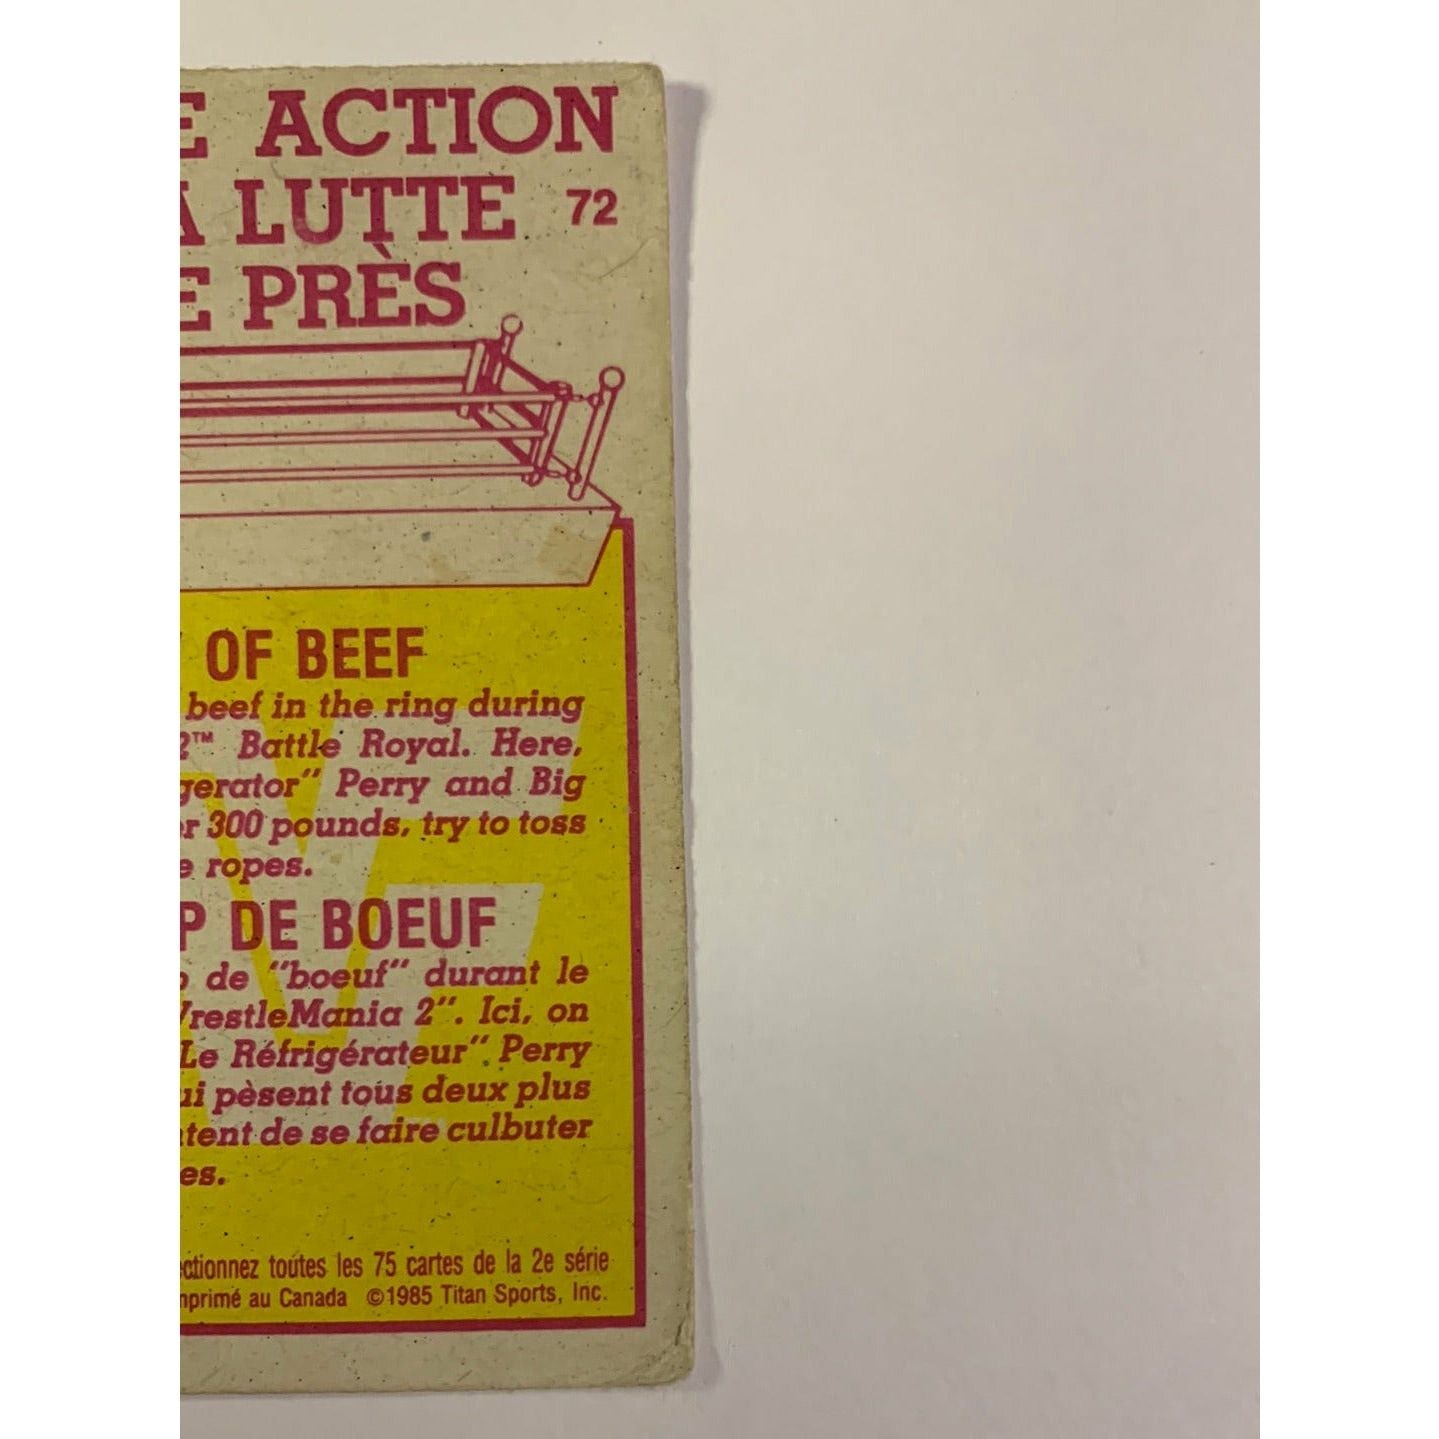 E ACTION
A LUTTE 72
E PRÈS
OF BEEF
beef in the ring during
2™ Battle Royal. Here,
gerator" Perry and Big
r 300 pounds, try to toss
e ropes.
P DE BOEUF
de "boeuf" durant le
WrestleMania 2". Ici, on
Le Réfrigérateur" Perry
ui pèsent tous deux plus
tent de se faire culbuter
es.
ctionnez toutes les 75 cartes de la 2e série
mprimé au Canada ©1985 Titan Sports, Inc.